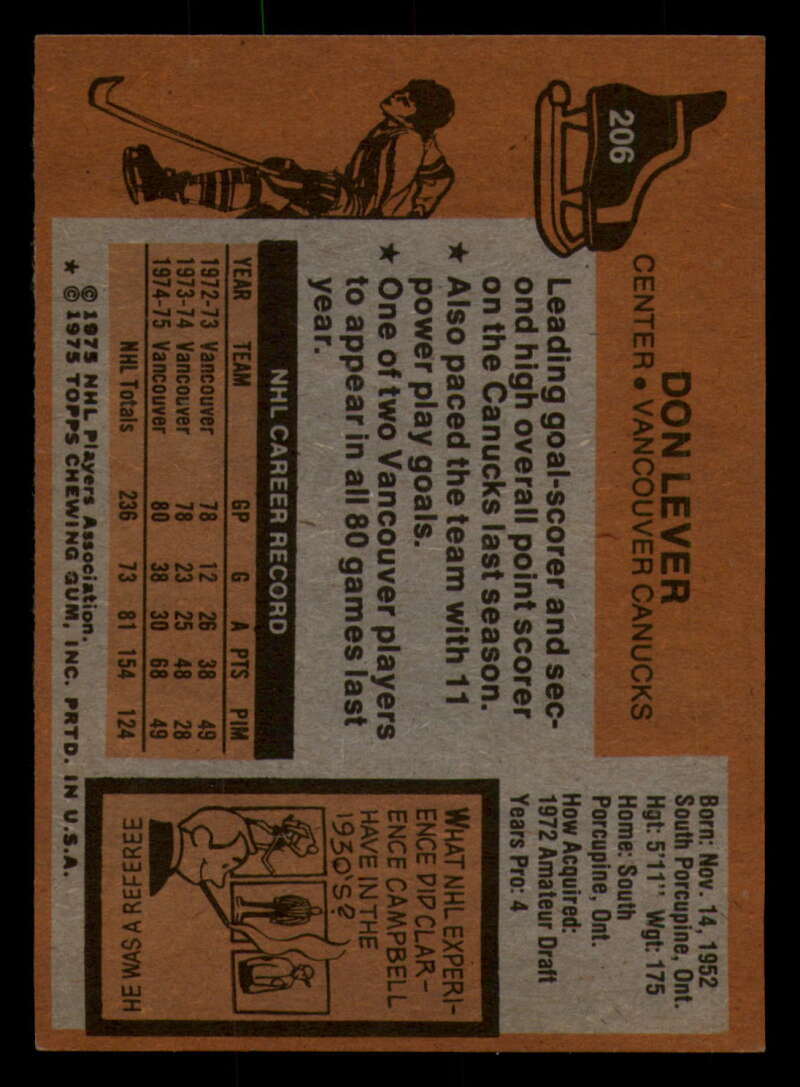 206
DON LEVER
CENTER • VANCOUVER CANUCKS
Leading goal-scorer and sec-
ond high overall point scorer
on the Canucks last season.
★ Also paced the team with 11
power play goals.
★ One of two Vancouver players
to appear in all 80 games last
year.
NHL CAREER RECORD
YEAR TEAM GP G A PTS PIM
1972-73 Vancouver 78 12 26 38 49
1973-74 Vancouver 78 23 25 48 28
1974-75 Vancouver 80 38 30 68 49
NHL Totals 236 73 81 154 124
© 1975 NHL Players Association.
★ © 1975 TOPPS CHEWING GUM, INC. PRTD. IN U.S.A.
Born: Nov. 14, 1952
South Porcupine, Ont.
Hgt: 5'11" Wgt: 175
Home: South
Porcupine, Ont.
How Acquired:
1972 Amateur Draft
Years Pro: 4
WHAT NHL EXPERI-
ENCE DID CLAR-
ENCE CAMPBELL
HAVE IN THE
1930'S?
HE WAS A REFEREE